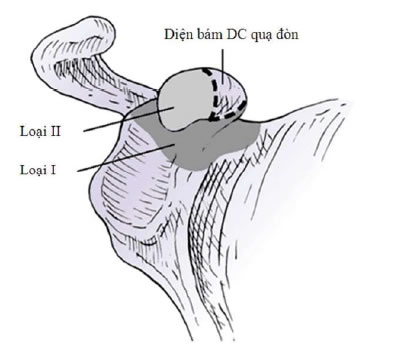 Diện bám DC quạ đòn
Loại II
Loại I